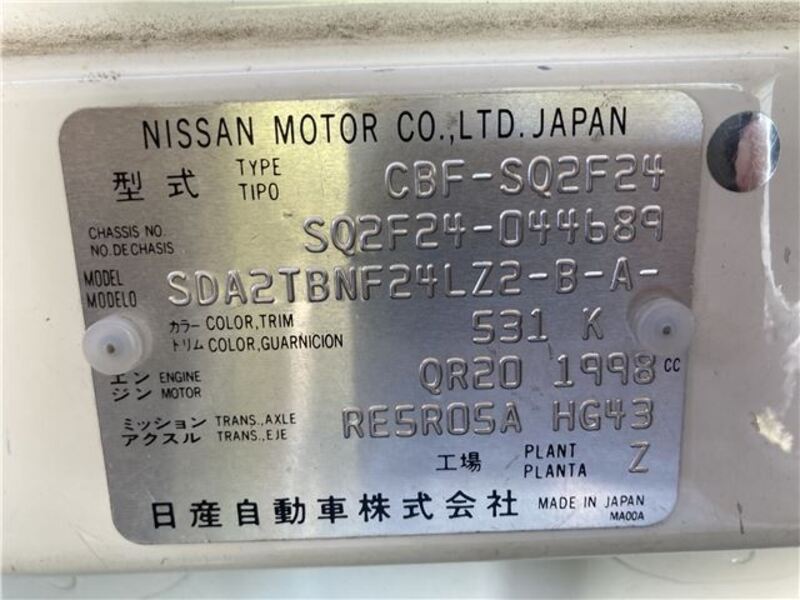 NISSAN MOTOR CO.,LTD. JAPAN
型式 TYPE TIPO CBF-SQ2F24
CHASSIS NO. NO. DE CHASIS SQ2F24-044689
MODEL MODELO SDA2TBNF24LZ2-B-A-
カラー COLOR, TRIM
トリム COLOR, GUARNICION 531 K
エンジン ENGINE MOTOR QR20 1998 cc
ミッション TRANS., AXLE
アクスル TRANS., EJE RE5R05A HG43
工場 PLANT PLANTA Z
日産自動車株式会社 MADE IN JAPAN
MA00A